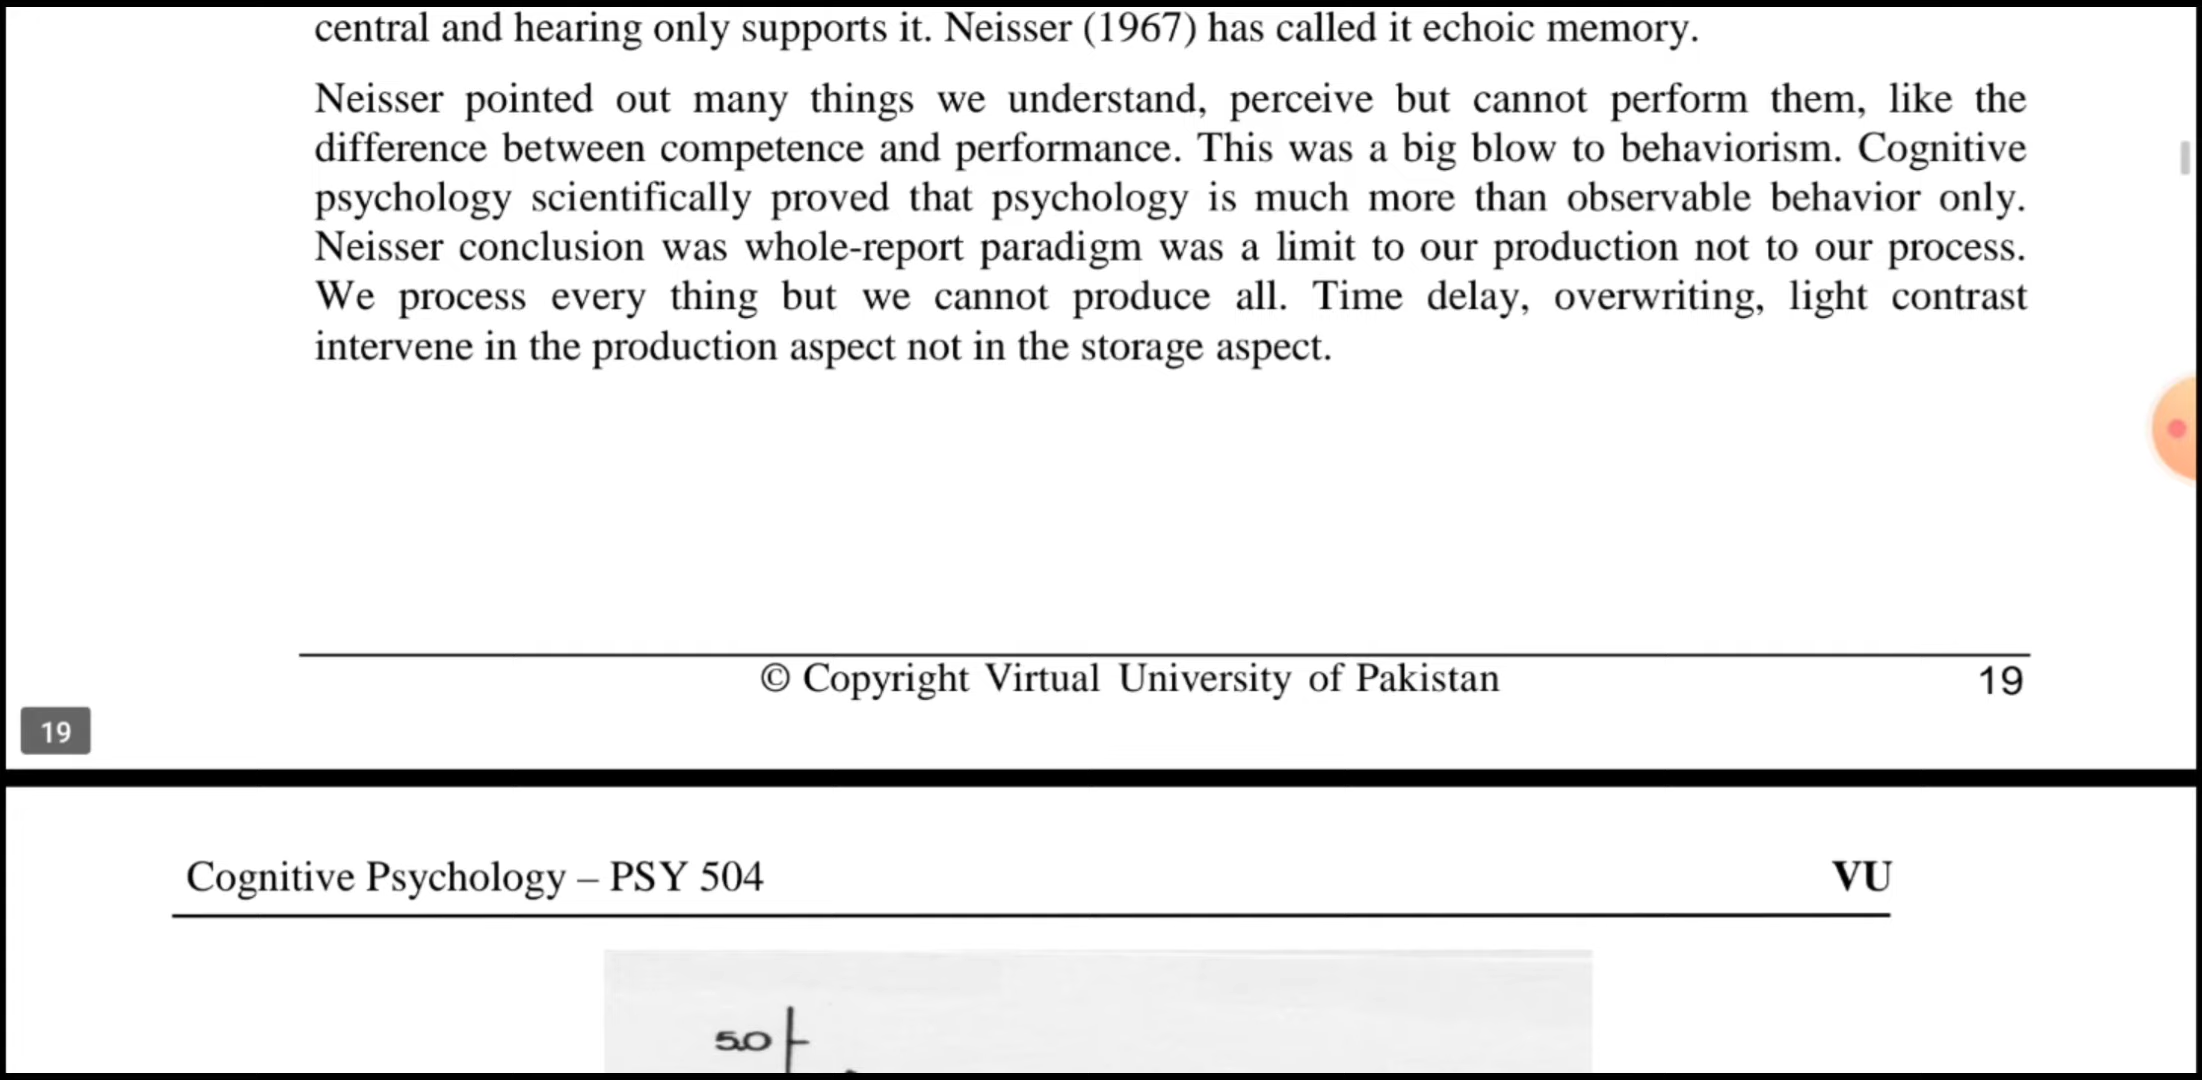 central and hearing only supports it. Neisser (1967) has called it echoic memory.
Neisser pointed out many things we understand, perceive but cannot perform them, like the
difference between competence and performance. This was a big blow to behaviorism. Cognitive
psychology scientifically proved that psychology is much more than observable behavior only.
Neisser conclusion was whole-report paradigm was a limit to our production not to our process.
We process every thing but we cannot produce all. Time delay, overwriting, light contrast
intervene in the production aspect not in the storage aspect.
© Copyright Virtual University of Pakistan 19
19
Cognitive Psychology – PSY 504 VU
5.0